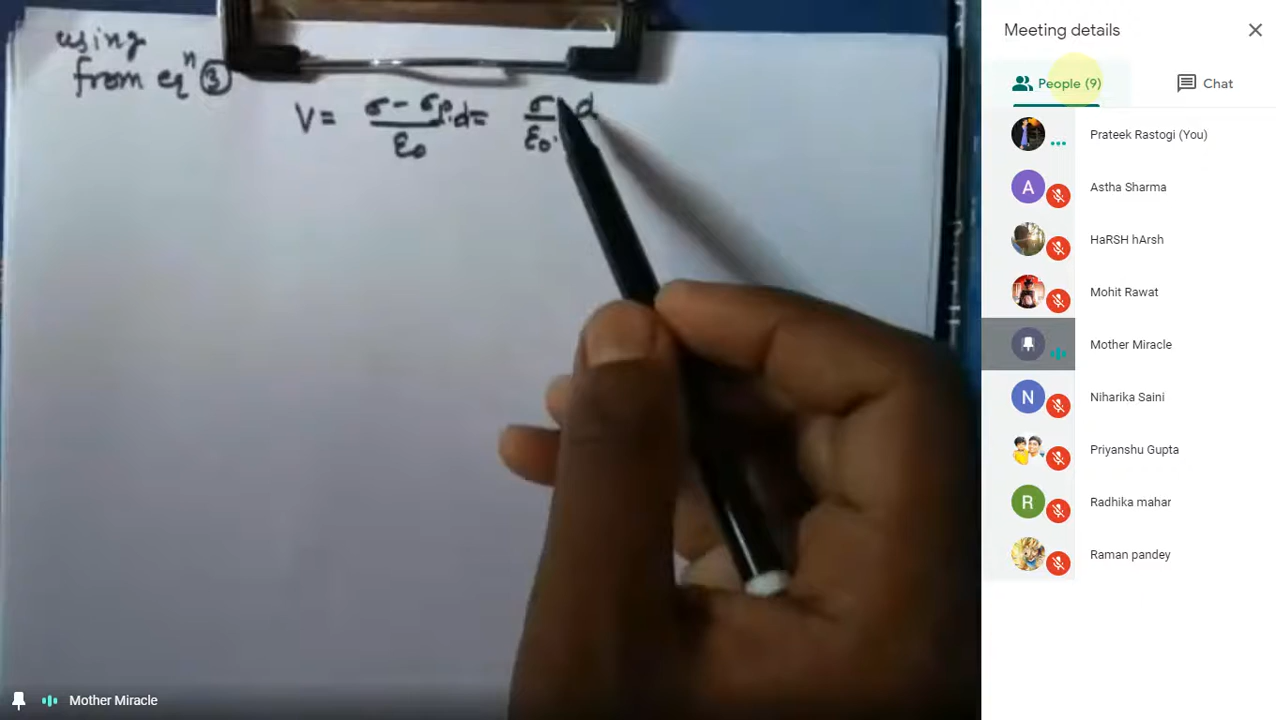 using
from eqⁿ ③
V = σ - σp/ε₀ . d = σ/ε₀. d
Meeting details
People (9)
Chat
Prateek Rastogi (You)
Astha Sharma
HaRSH hArsh
Mohit Rawat
Mother Miracle
Niharika Saini
A
N
Priyanshu Gupta
R
Radhika mahar
Raman pandey
Mother Miracle